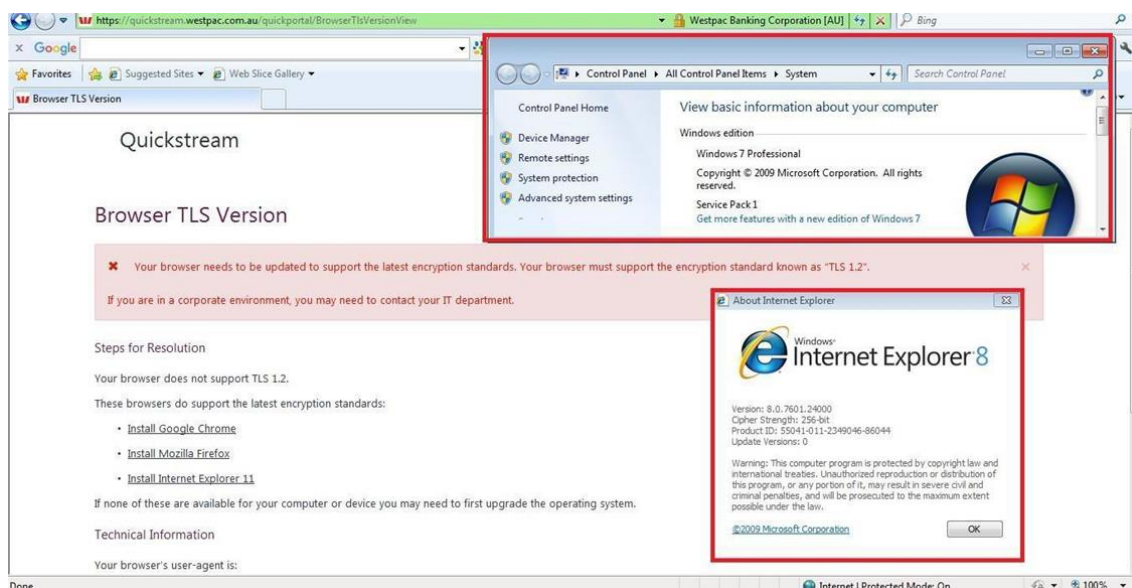 https://quickstream.westpac.com.au/quickportal/BrowserTlsVersionView
Westpac Banking Corporation [AU]
Bing
x Google
Favorites
Suggested Sites
Web Slice Gallery
Browser TLS Version
Control Panel
All Control Panel Items
System
Search Control Panel
Control Panel Home
Device Manager
Remote settings
System protection
Advanced system settings
View basic information about your computer
Windows edition
Windows 7 Professional
Copyright © 2009 Microsoft Corporation. All rights
reserved.
Service Pack 1
Get more features with a new edition of Windows 7
Quickstream
Browser TLS Version
Your browser needs to be updated to support the latest encryption standards. Your browser must support the encryption standard known as "TLS 1.2".
If you are in a corporate environment, you may need to contact your IT department.
Steps for Resolution
Your browser does not support TLS 1.2.
These browsers do support the latest encryption standards:
• Install Google Chrome
• Install Mozilla Firefox
• Install Internet Explorer 11
If none of these are available for your computer or device you may need to first upgrade the operating system.
Technical Information
Your browser's user-agent is:
About Internet Explorer
Windows
Internet Explorer 8
Version: 8.0.7601.24000
Cipher Strength: 256-bit
Product ID: 55041-011-2349046-86044
Update Versions: 0
Warning: This computer program is protected by copyright law and
international treaties. Unauthorized reproduction or distribution of
this program, or any portion of it, may result in severe civil and
criminal penalties, and will be prosecuted to the maximum extent
possible under the law.
©2009 Microsoft Corporation
OK
Done
Internet | Protected Mode: On
100%